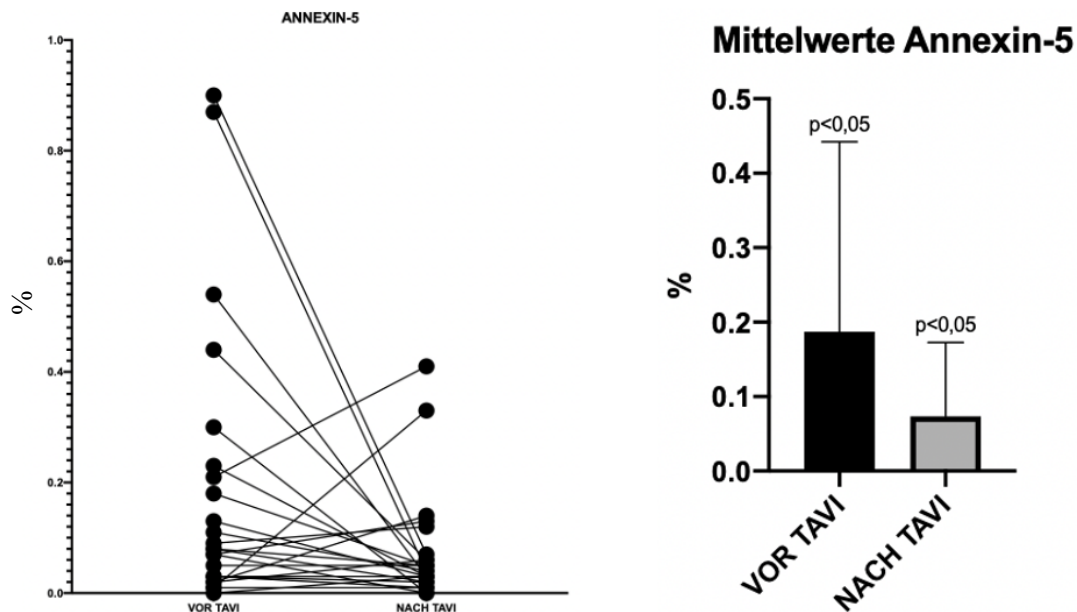 ANNEXIN-5
1.0
0.8
0.6
0.4
0.2
0.0
%
VOR TAVI
NACH TAVI
Mittelwerte Annexin-5
0.5
0.4
0.3
0.2
0.1
0.0
%
p<0,05
p<0,05
VOR TAVI
NACH TAVI